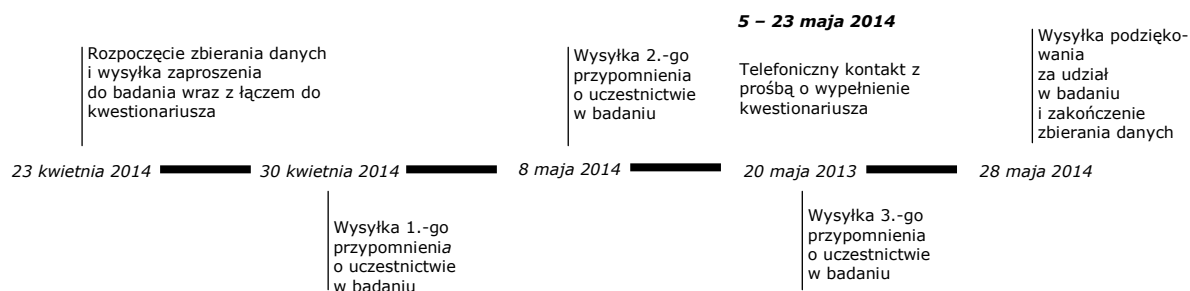 5 – 23 maja 2014
Rozpoczęcie zbierania danych
i wysyłka zaproszenia
do badania wraz z łączem do
kwestionariusza
Wysyłka 2.-go
przypomnienia
o uczestnictwie
w badaniu
Telefoniczny kontakt z
prośbą o wypełnienie
kwestionariusza
Wysyłka podzięko-
wania
za udział
w badaniu
i zakończenie
zbierania danych
23 kwietnia 2014
30 kwietnia 2014
8 maja 2014
20 maja 2013
28 maja 2014
Wysyłka 1.-go
przypomnienia
o uczestnictwie
w badaniu
Wysyłka 3.-go
przypomnienia
o uczestnictwie
w badaniu